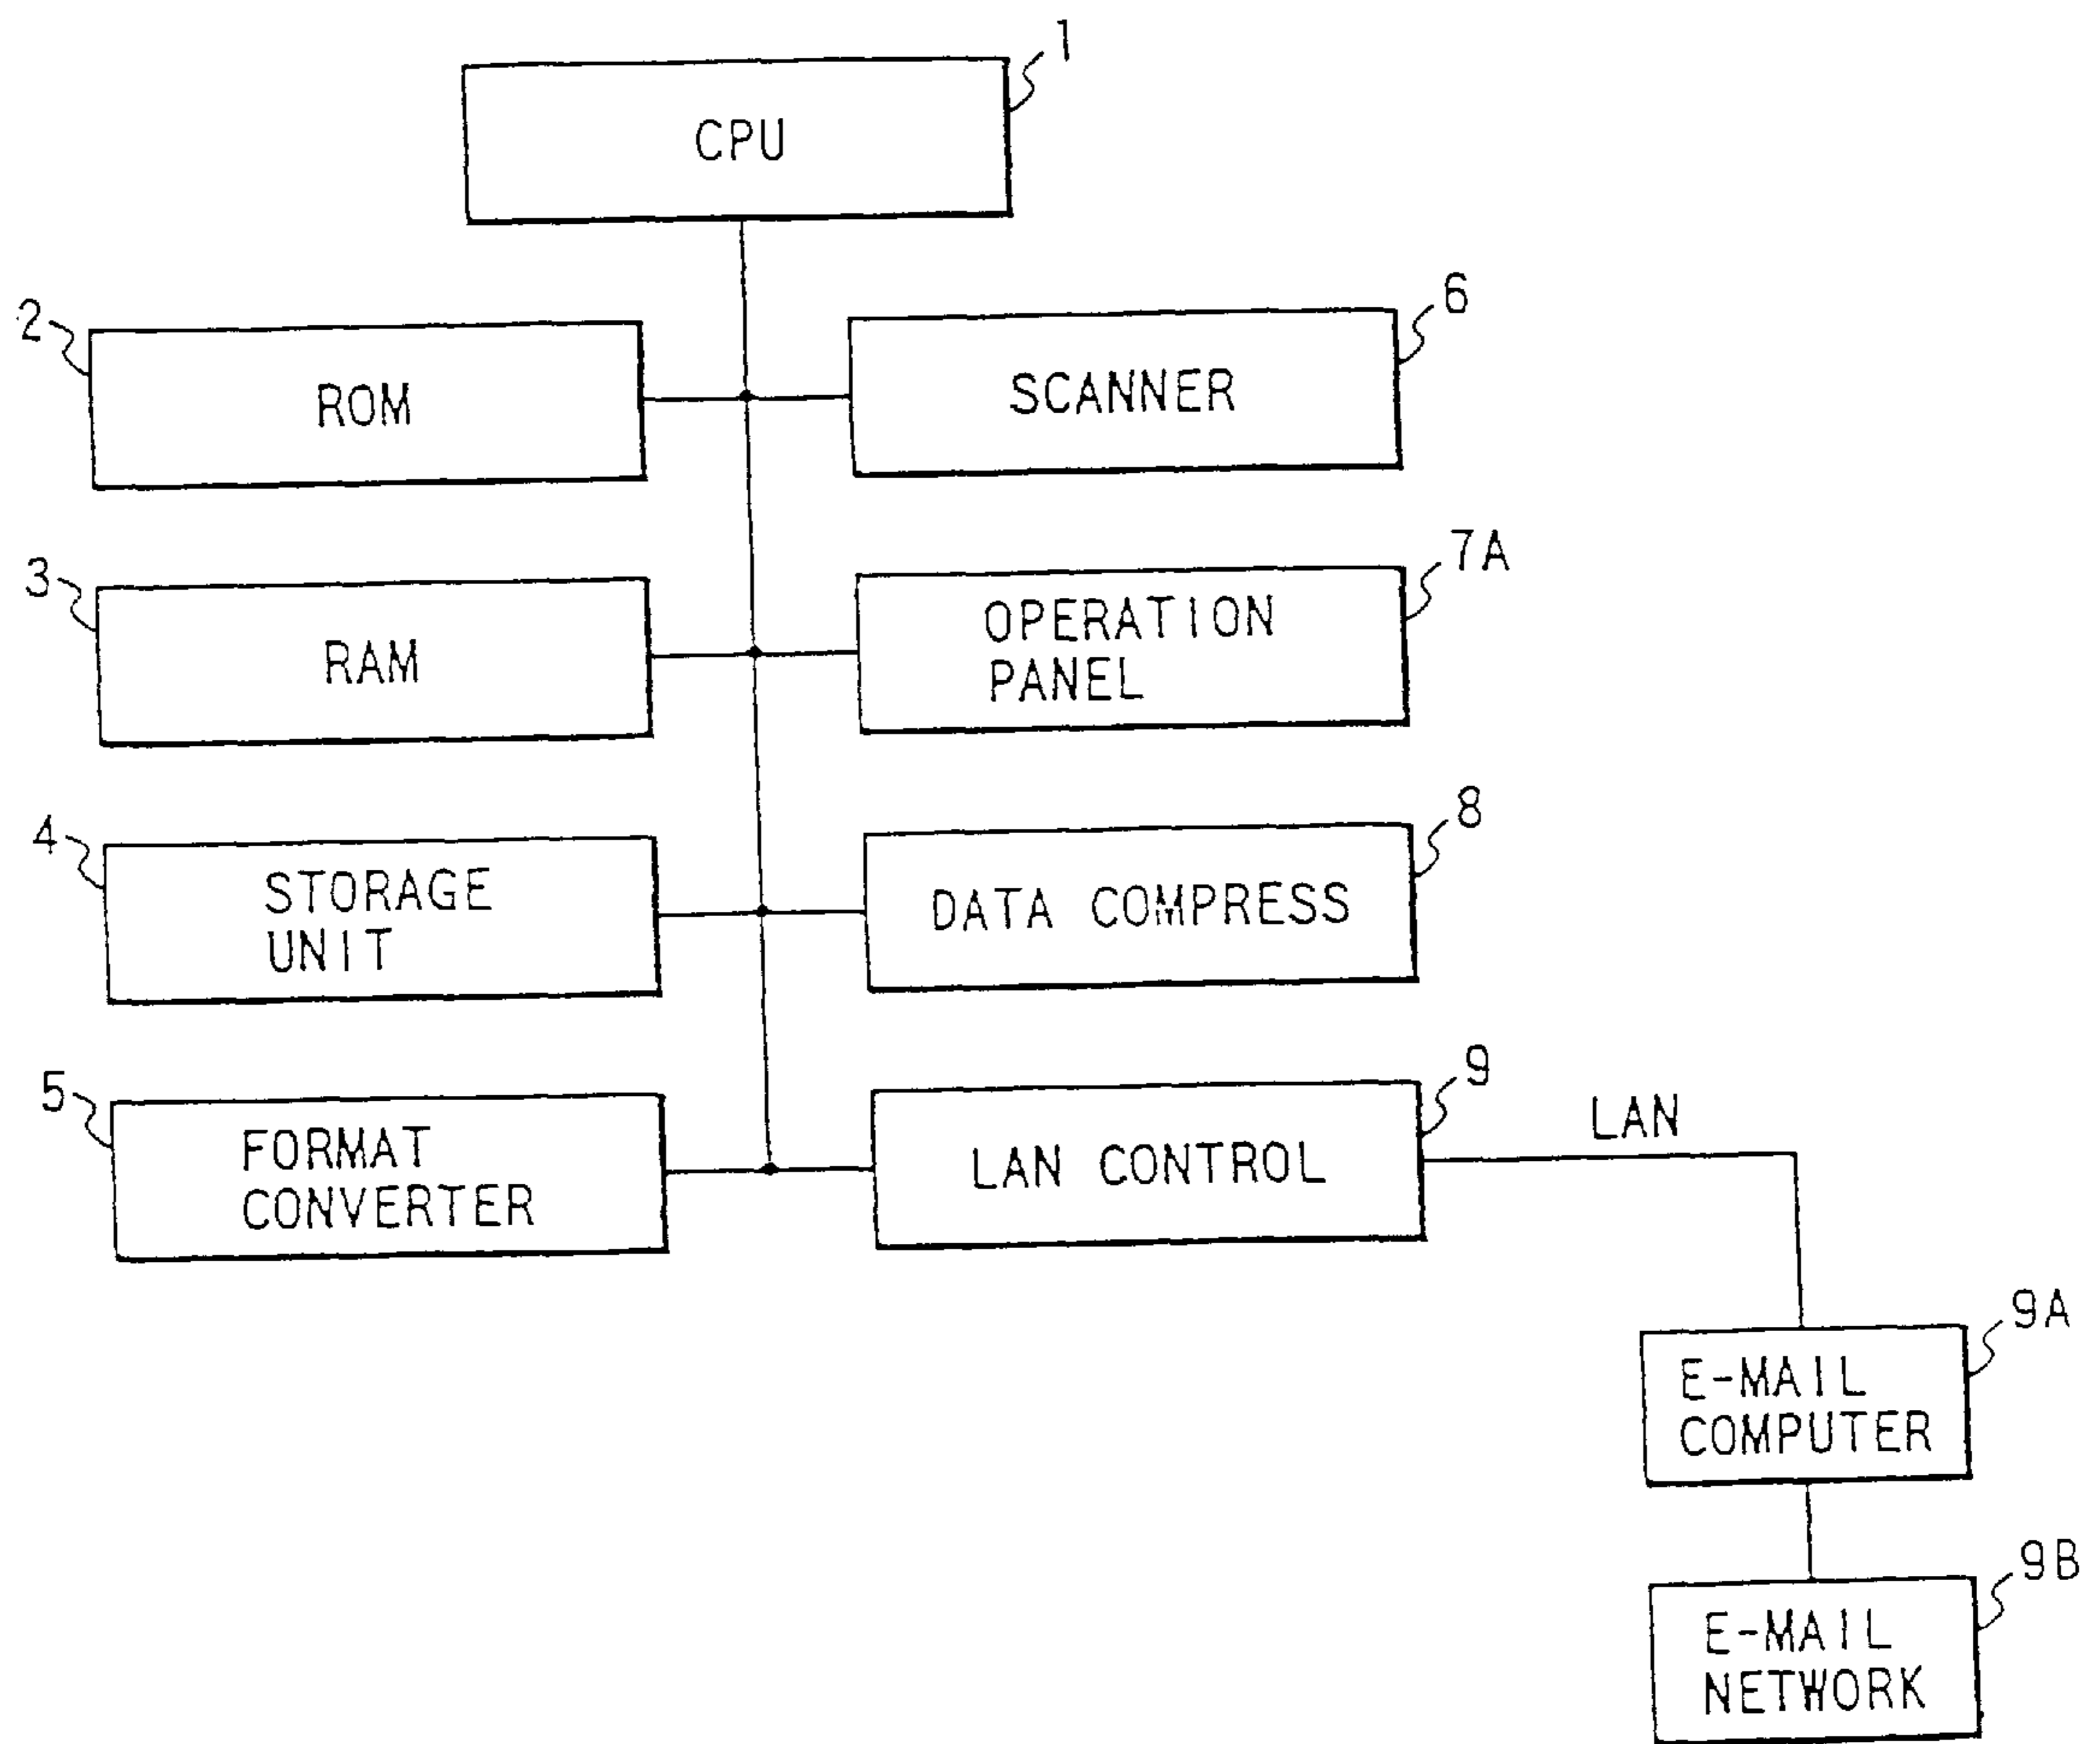 1
CPU
2
ROM
6
SCANNER
3
RAM
7A
OPERATION
PANEL
4
STORAGE
UNIT
8
DATA COMPRESS
5
FORMAT
CONVERTER
9
LAN CONTROL
LAN
9A
E-MAIL
COMPUTER
9B
E-MAIL
NETWORK